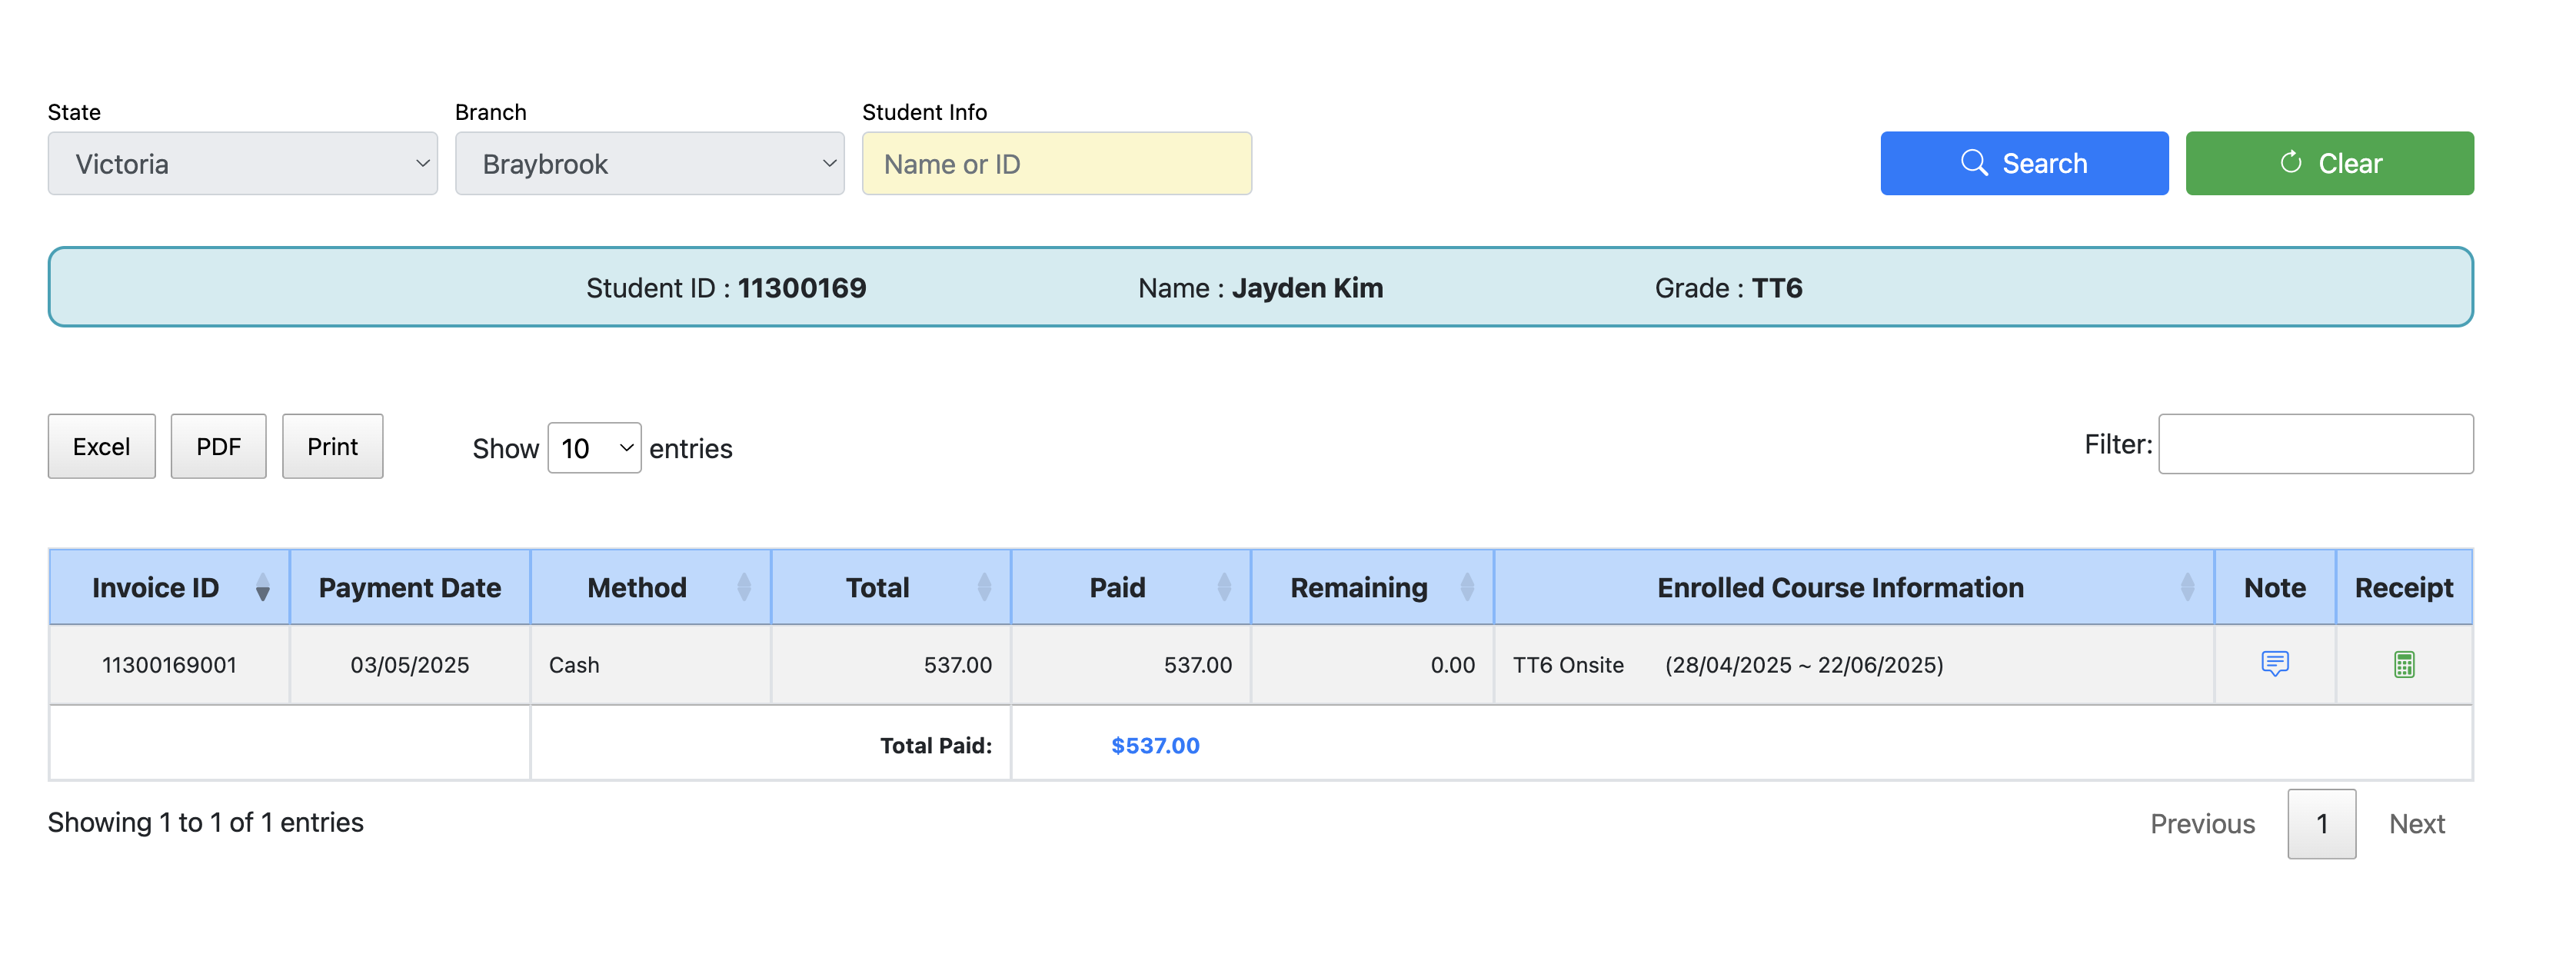 State Branch Student Info
Victoria Braybrook Name or ID Search Clear
Student ID : 11300169 Name : Jayden Kim Grade : TT6
Excel PDF Print Show 10 entries Filter:
Invoice ID Payment Date Method Total Paid Remaining Enrolled Course Information Note Receipt
11300169001 03/05/2025 Cash 537.00 537.00 0.00 TT6 Onsite (28/04/2025 ~ 22/06/2025)
Total Paid: $537.00
Showing 1 to 1 of 1 entries Previous 1 Next